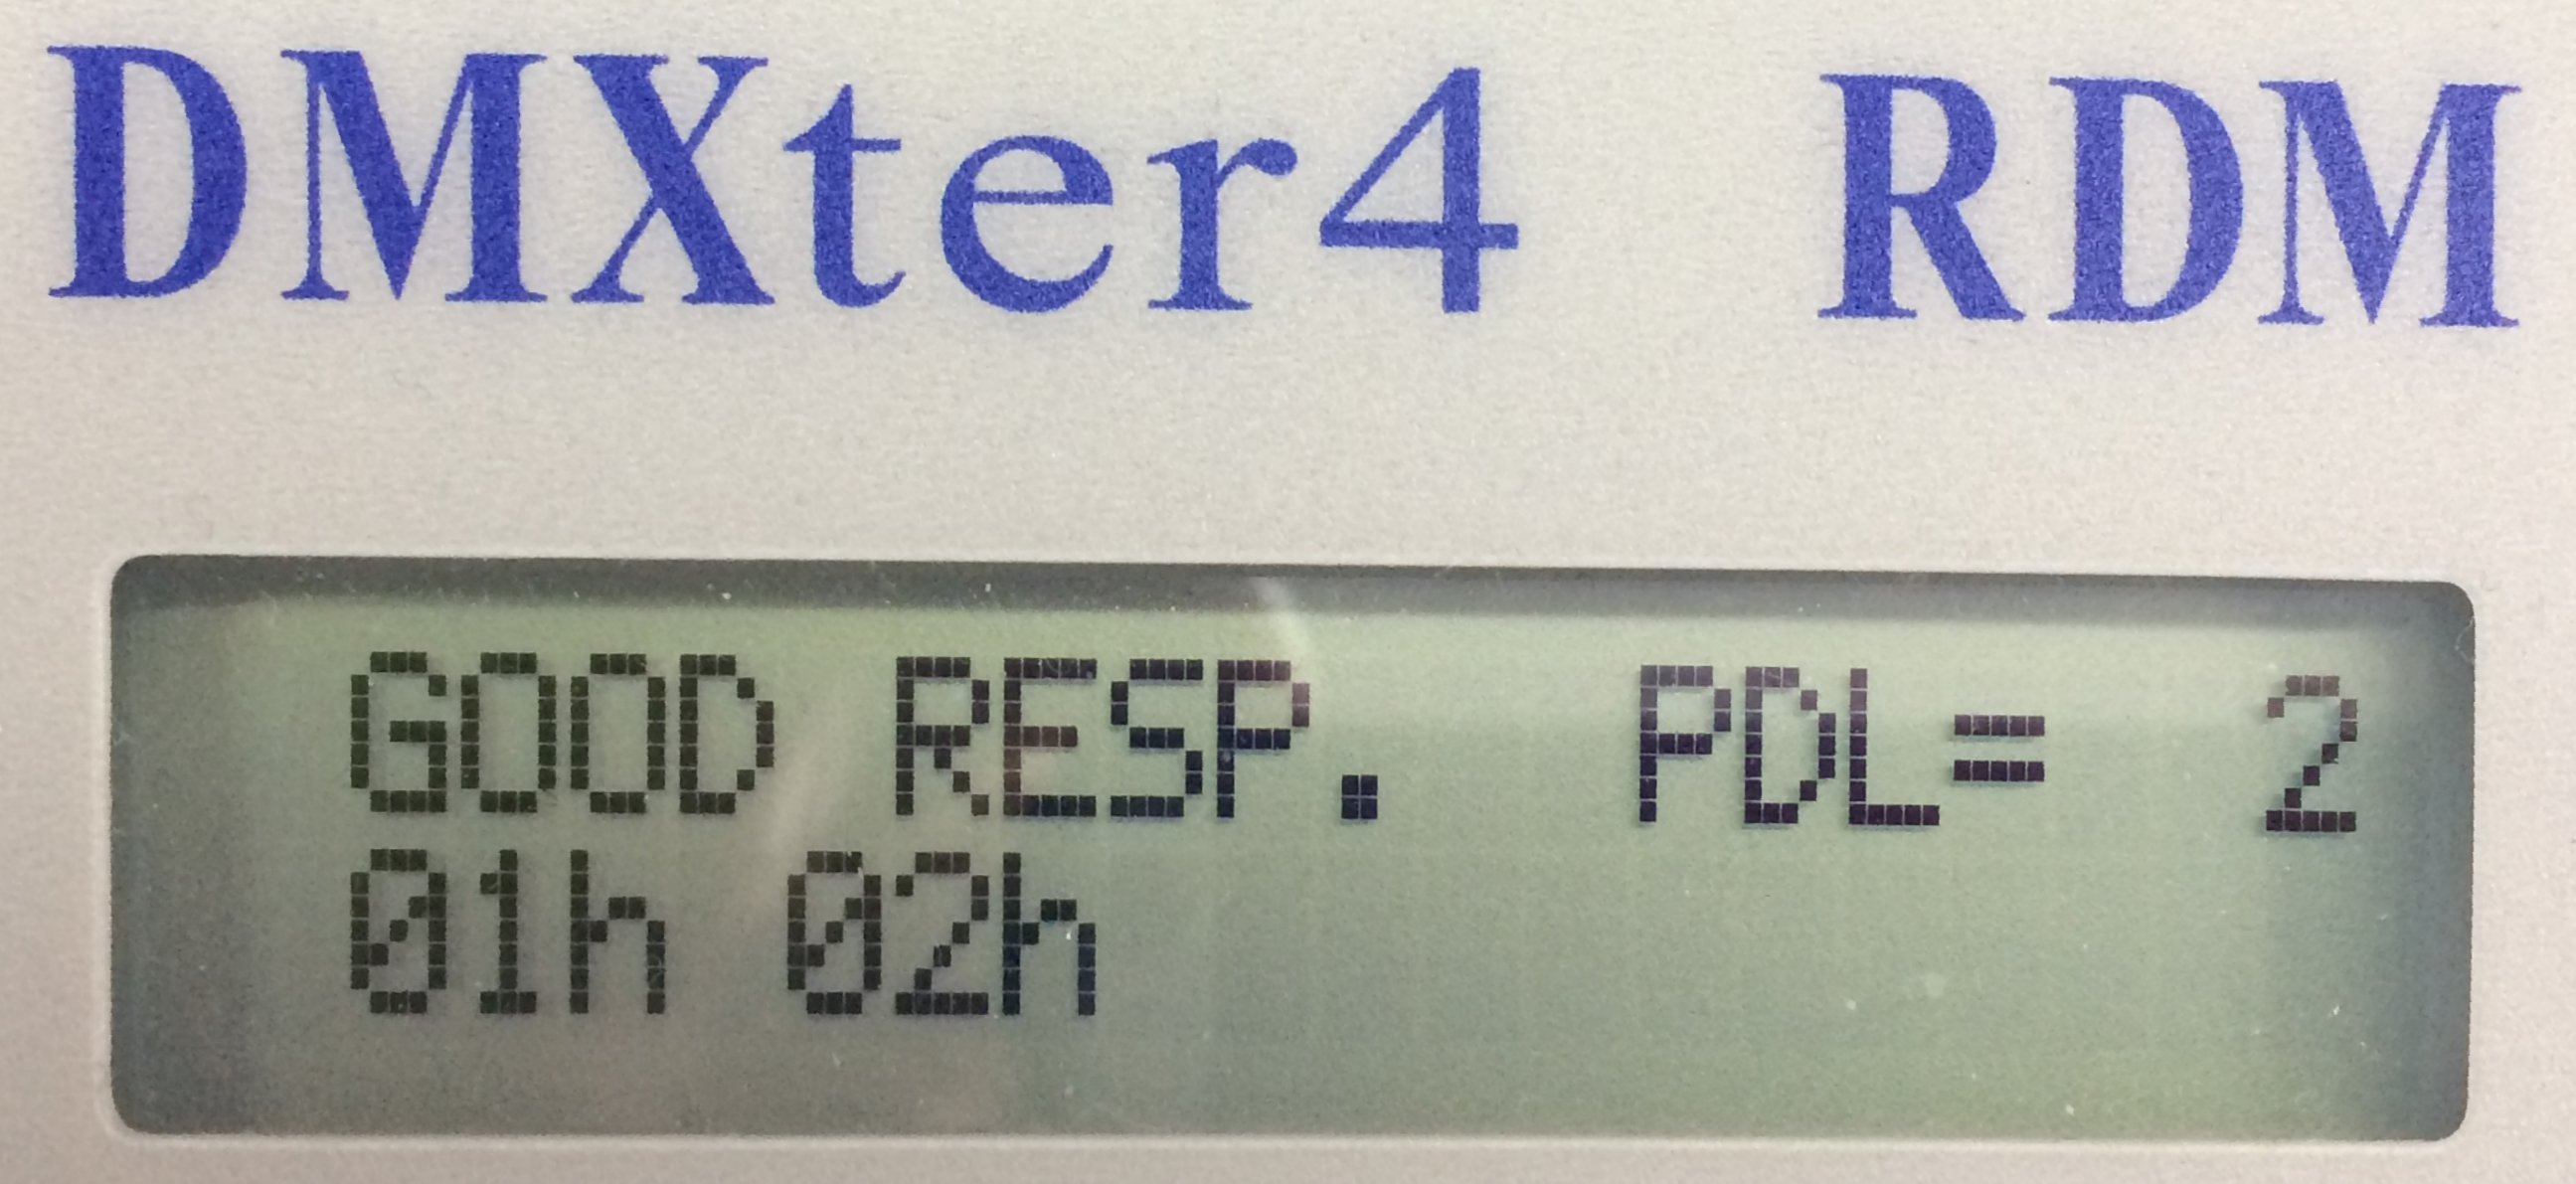 DMXter4 RDM
GOOD RESP. PDL= 2
01h 02h